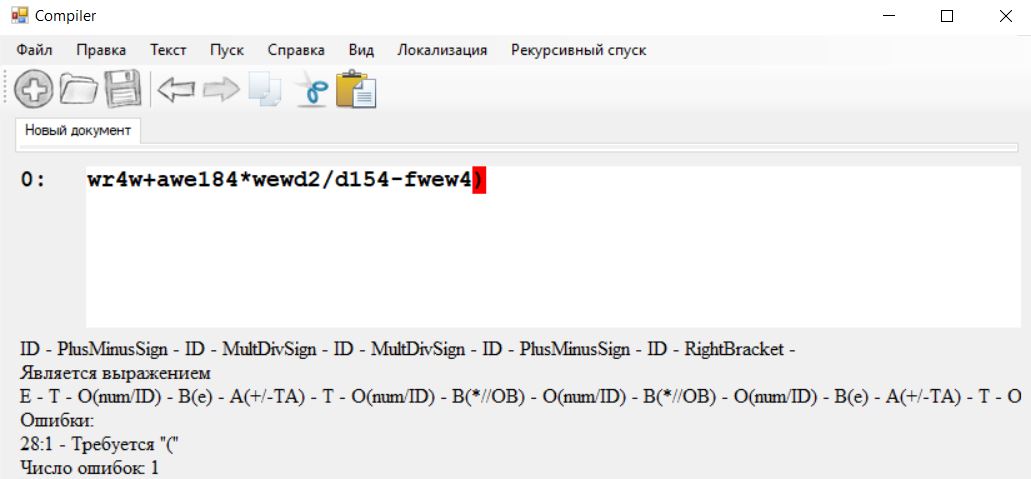 Compiler
Файл Правка Текст Пуск Справка Вид Локализация Рекурсивный спуск
Новый документ
0: wr4w+awe184*wewd2/d154-fwew4)
ID - PlusMinusSign - ID - MultDivSign - ID - MultDivSign - ID - PlusMinusSign - ID - RightBracket -
Является выражением
E - T - O(num/ID) - B(e) - A(+/-TA) - T - O(num/ID) - B(*//OB) - O(num/ID) - B(*//OB) - O(num/ID) - B(e) - A(+/-TA) - T - O
Ошибки:
28:1 - Требуется "("
Число ошибок: 1